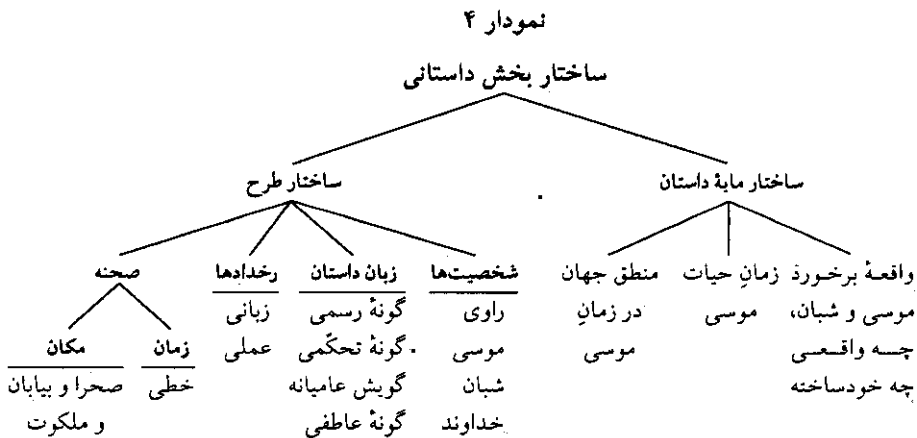 نمودار ۴
ساختار بخش داستانی
ساختار مایهٔ داستان
ساختار طرح
واقعهٔ برخورد
موسی و شبان،
چه واقعی
چه خودساخته
زمانِ حیات
موسی
منطق جهان
در زمانِ
موسی
شخصیت‌ها
راوی
موسی
شبان
خداوند
زبان داستان
گونهٔ رسمی
گونهٔ تحکّمی
گویش عامیانه
گونهٔ عاطفی
رخدادها
زبانی
عملی
صحنه
زمان
خطی
مکان
صحرا و بیابان
و ملکوت